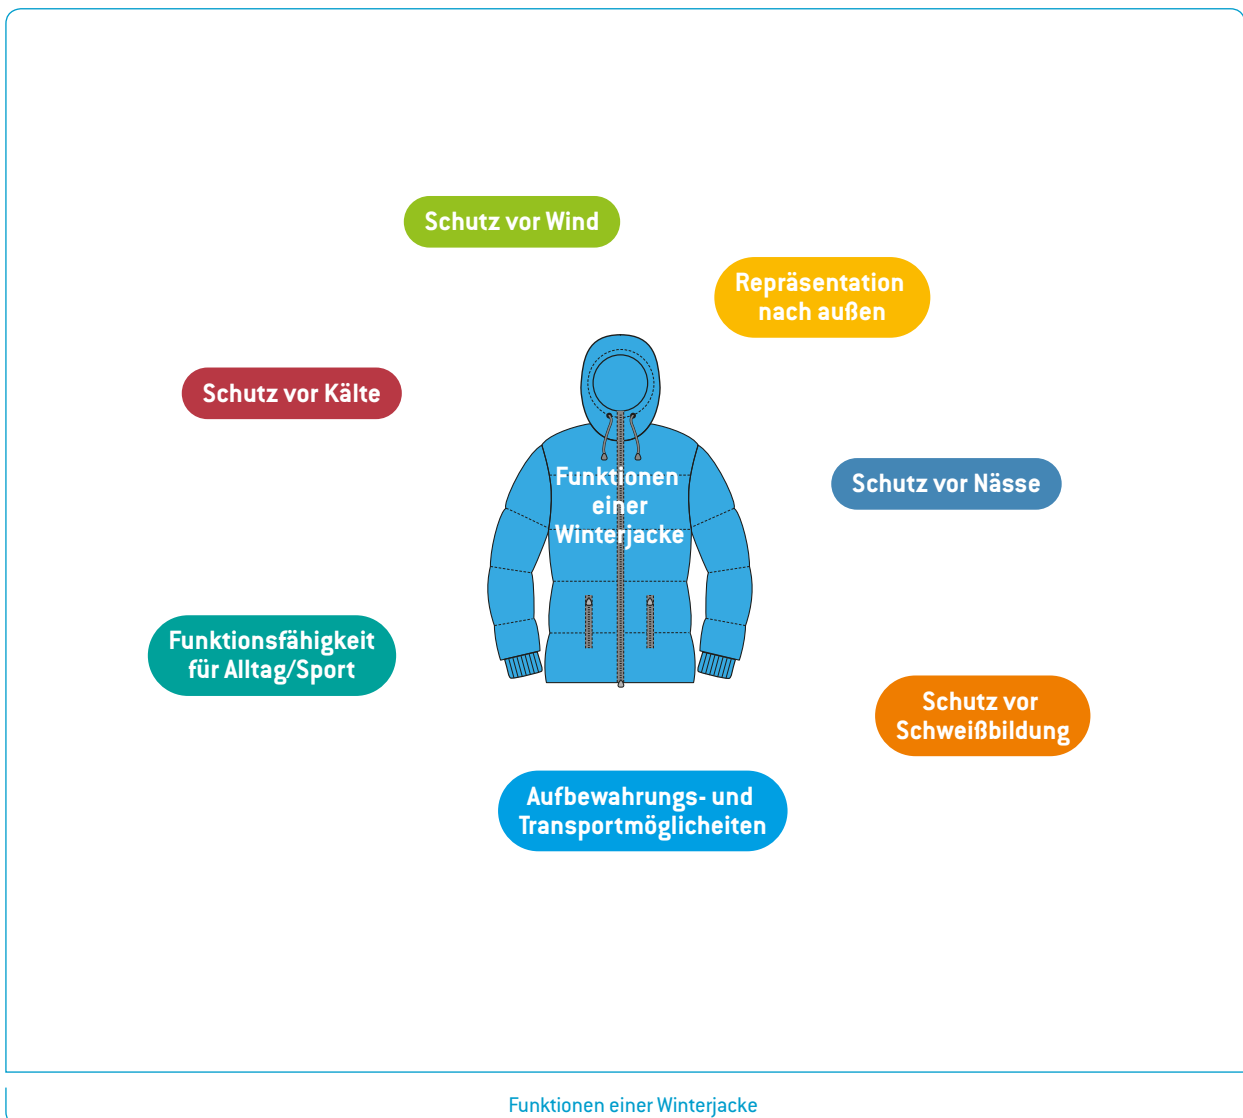 Schutz vor Wind
Repräsentation
nach außen
Schutz vor Kälte
Funktionen
einer
Winterjacke
Schutz vor Nässe
Funktionsfähigkeit
für Alltag/Sport
Schutz vor
Schweißbildung
Aufbewahrungs- und
Transportmöglicheiten
Funktionen einer Winterjacke